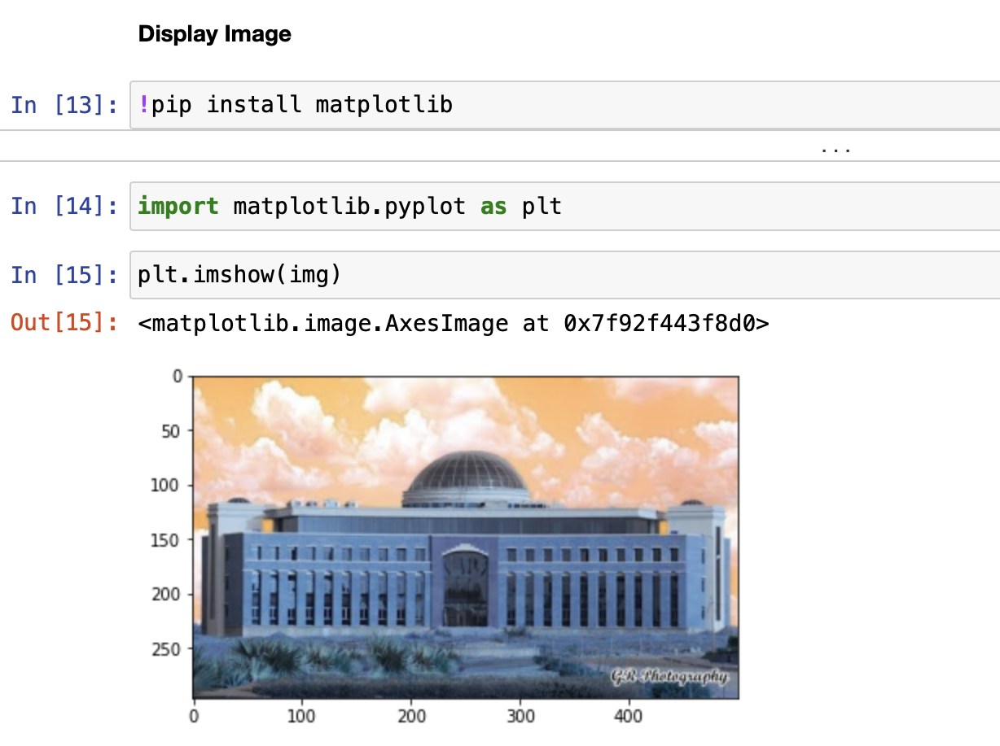 Display Image
In [13]: !pip install matplotlib
...
In [14]: import matplotlib.pyplot as plt
In [15]: plt.imshow(img)
Out[15]: <matplotlib.image.AxesImage at 0x7f92f443f8d0>
0
50
100
150
200
250
GR Photography
0 100 200 300 400